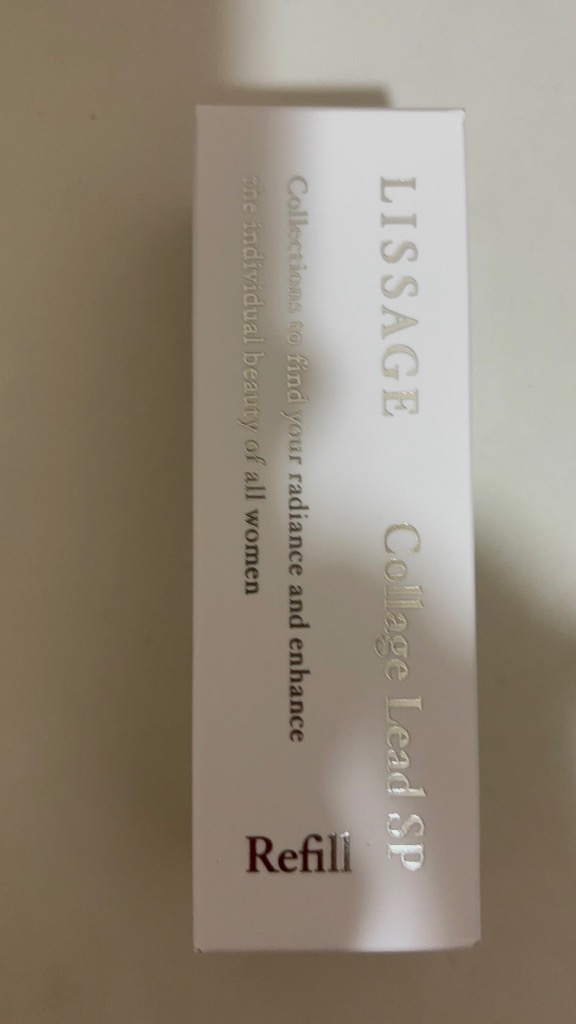 LISSAGE Collage Lead SP
Collections to find your radiance and enhance
the individual beauty of all women
Refill